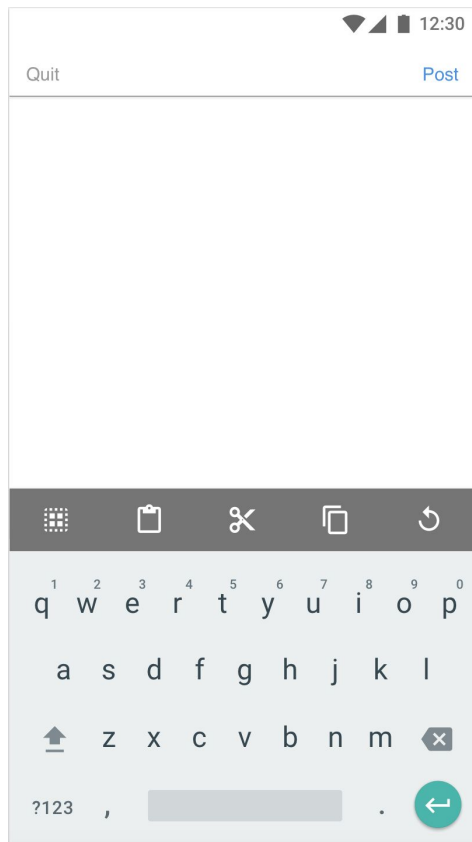 12:30
Quit Post
1 2 3 4 5 6 7 8 9 0
q w e r t y u i o p
a s d f g h j k l
z x c v b n m
?123 , .